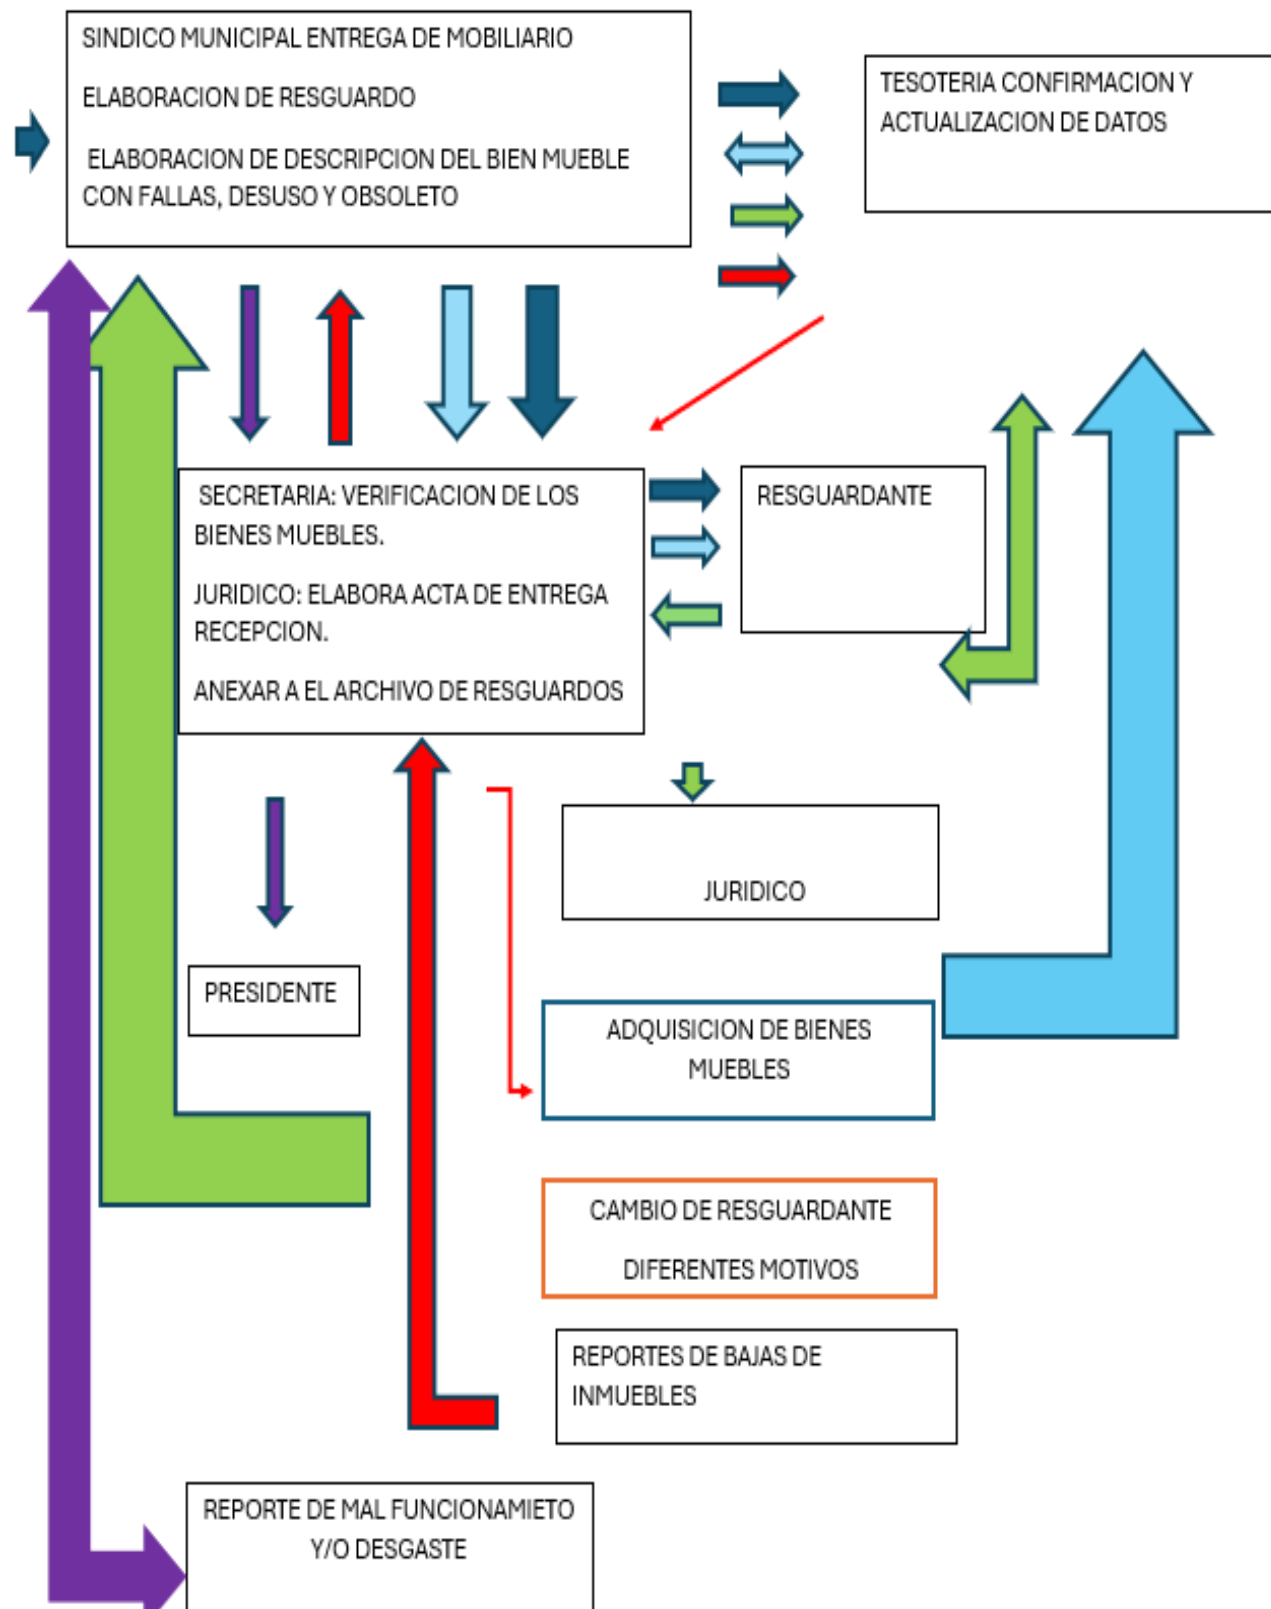 SINDICO MUNICIPAL ENTREGA DE MOBILIARIO
ELABORACION DE RESGUARDO
ELABORACION DE DESCRIPCION DEL BIEN MUEBLE
CON FALLAS, DESUSO Y OBSOLETO
TESOTERIA CONFIRMACION Y
ACTUALIZACION DE DATOS
SECRETARIA: VERIFICACION DE LOS
BIENES MUEBLES.
JURIDICO: ELABORA ACTA DE ENTREGA
RECEPCION.
ANEXAR A EL ARCHIVO DE RESGUARDOS
RESGUARDANTE
JURIDICO
PRESIDENTE
ADQUISICION DE BIENES
MUEBLES
CAMBIO DE RESGUARDANTE
DIFERENTES MOTIVOS
REPORTES DE BAJAS DE
INMUEBLES
REPORTE DE MAL FUNCIONAMIETO
Y/O DESGASTE